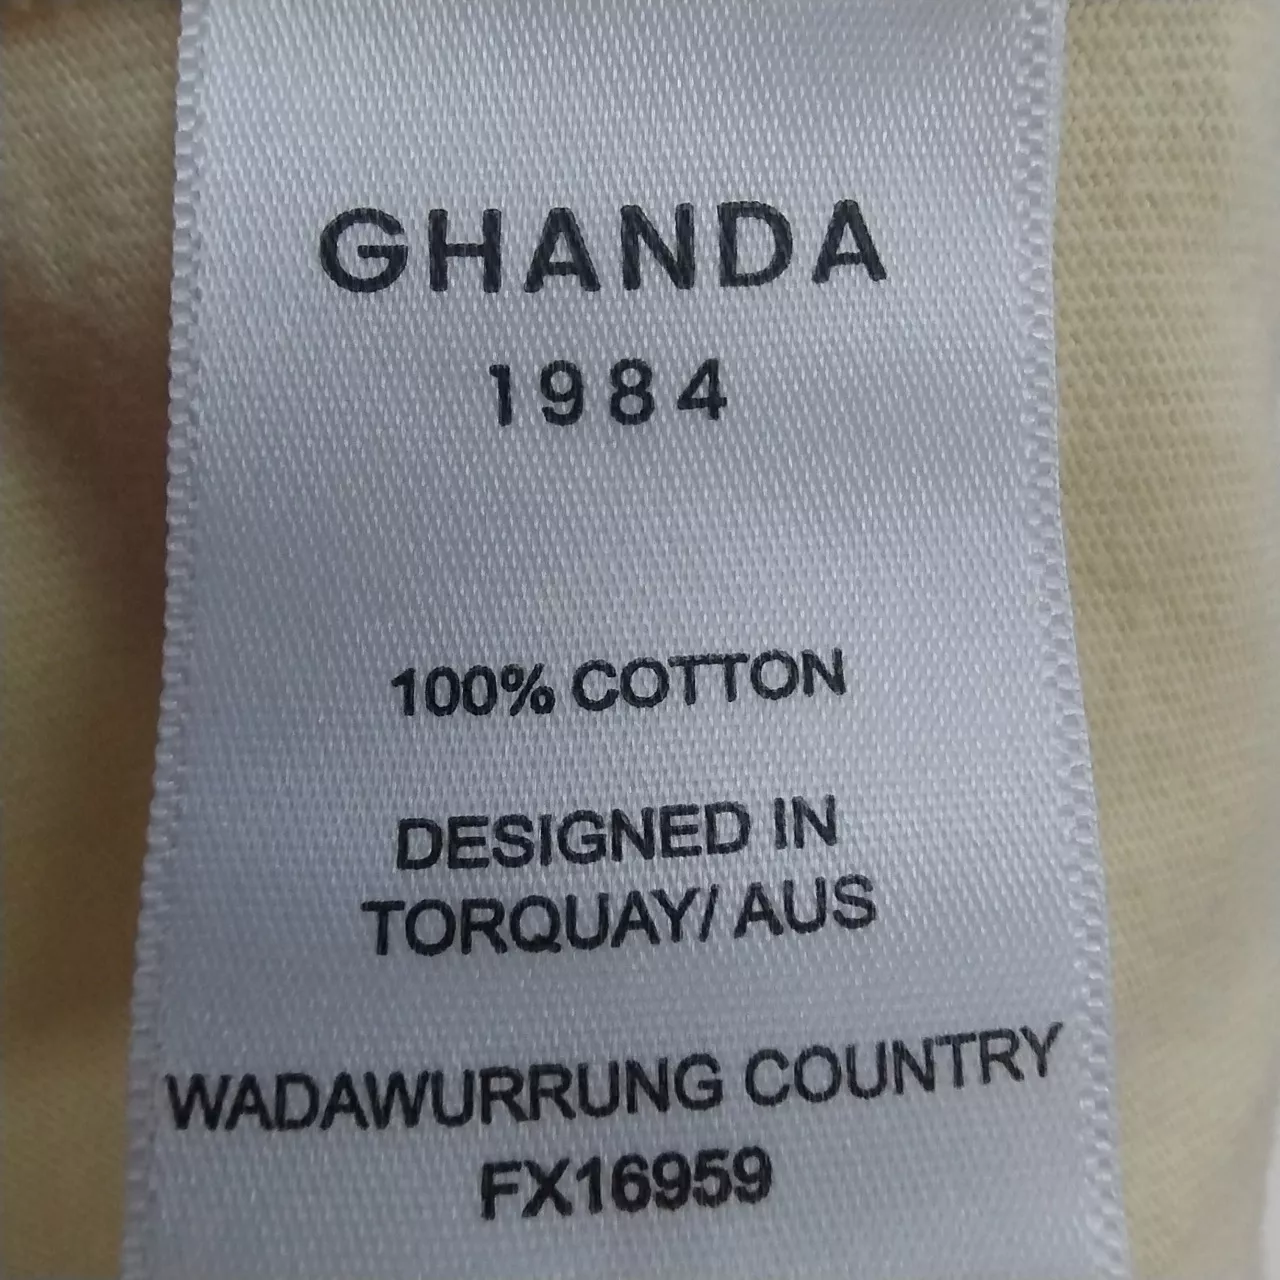 GHANDA
1984
100% COTTON
DESIGNED IN
TORQUAY/ AUS
WADAWURRUNG COUNTRY
FX16959